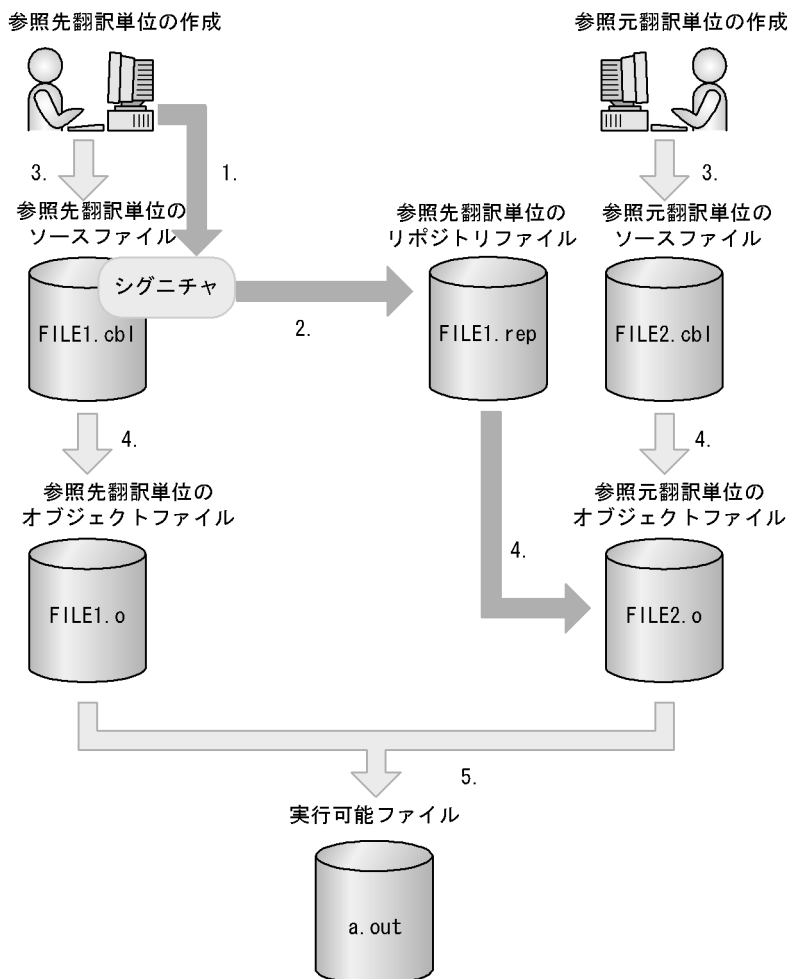 参照先翻訳単位の作成
参照元翻訳単位の作成
3.
1.
3.
参照先翻訳単位の
ソースファイル
参照先翻訳単位の
リポジトリファイル
参照元翻訳単位の
ソースファイル
シグニチャ
FILE1.cbl
2.
FILE1.rep
FILE2.cbl
4.
4.
参照先翻訳単位の
オブジェクトファイル
参照元翻訳単位の
オブジェクトファイル
4.
FILE1.o
FILE2.o
5.
実行可能ファイル
a.out